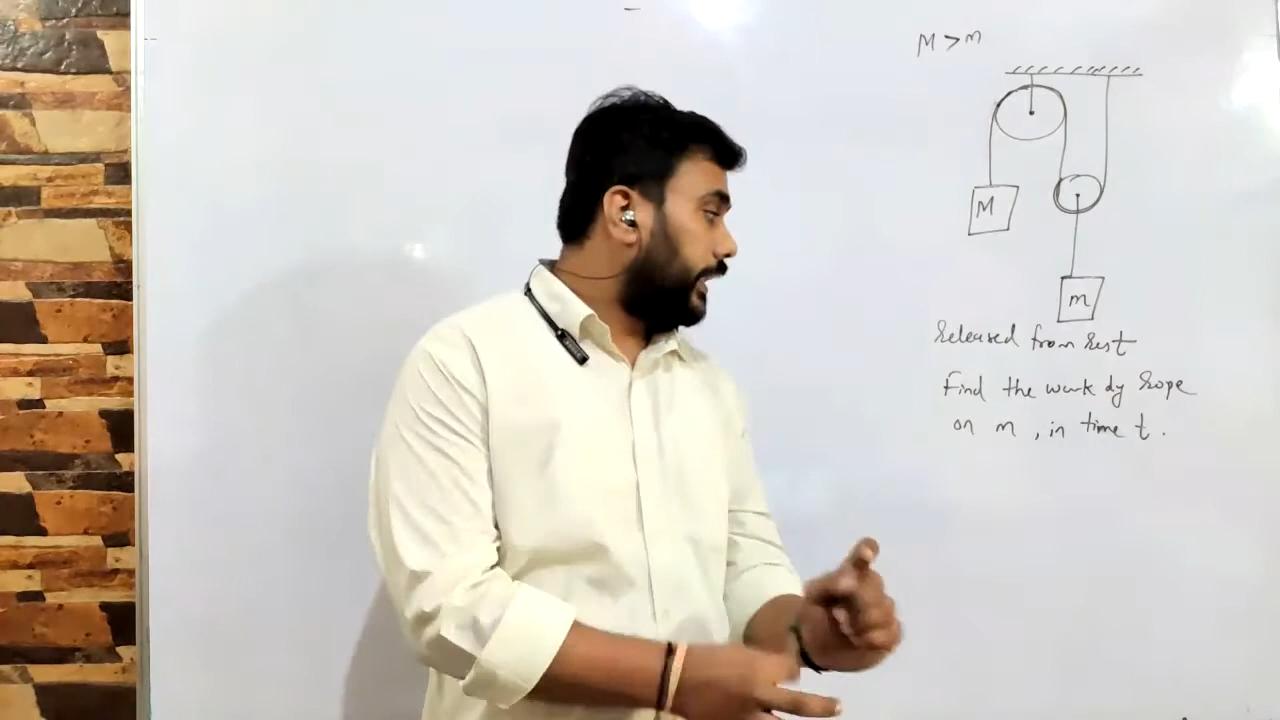 M > m
M
m
Released from rest
Find the work by rope
on m , in time t .